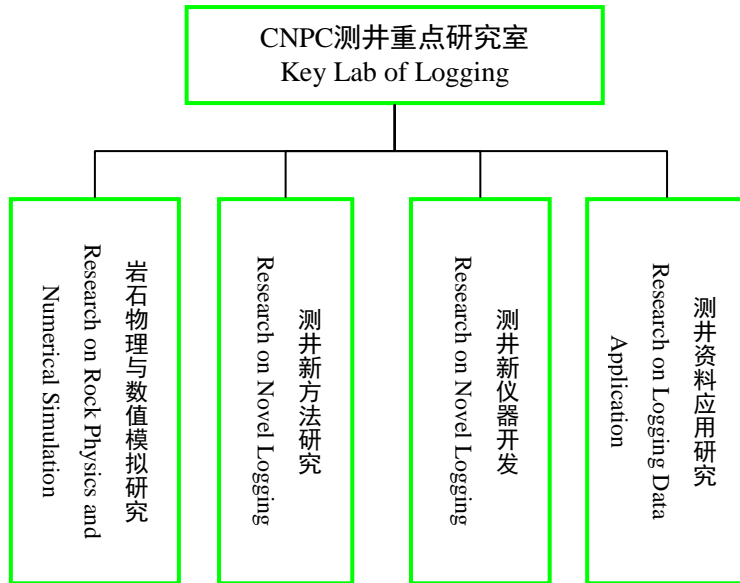 CNPC测井重点研究室
Key Lab of Logging
岩石物理与数值模拟研究
Research on Rock Physics and
Numerical Simulation
测井新方法研究
Research on Novel Logging
测井新仪器开发
Research on Novel Logging
测井资料应用研究
Research on Logging Data
Application